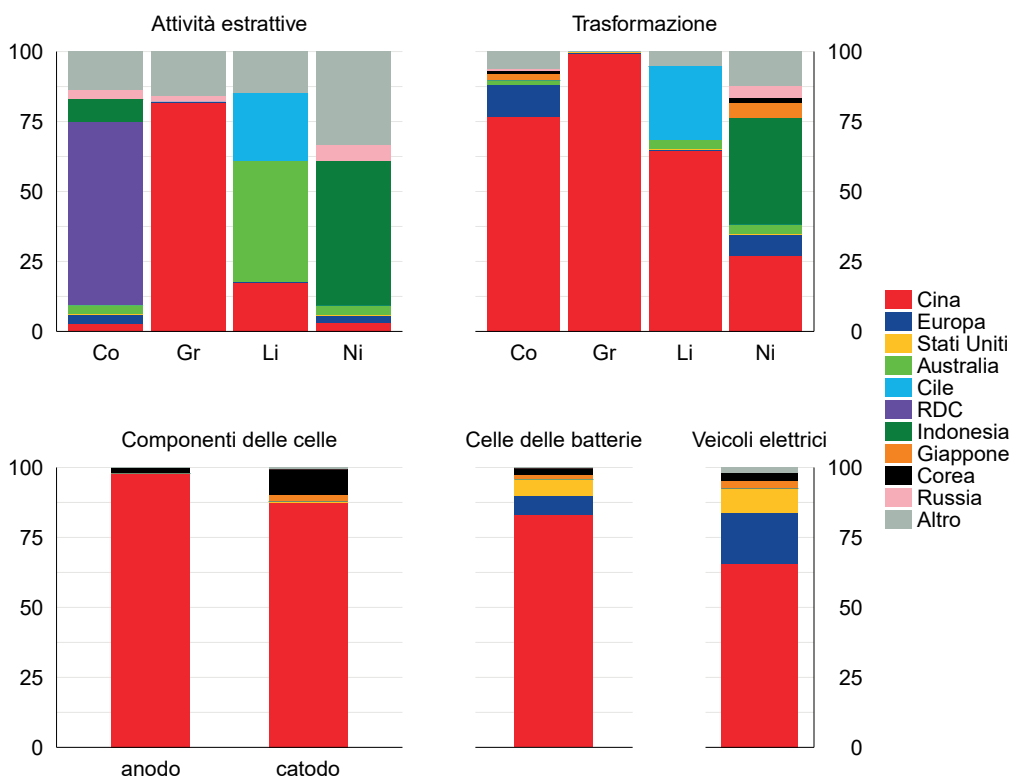 Attività estrattive
Trasformazione
100
75
50
25
0
Co Gr Li Ni
100
75
50
25
0
Co Gr Li Ni
Cina
Europa
Stati Uniti
Australia
Cile
RDC
Indonesia
Giappone
Corea
Russia
Altro
Componenti delle celle
Celle delle batterie
Veicoli elettrici
100
75
50
25
0
anodo catodo
100
75
50
25
0